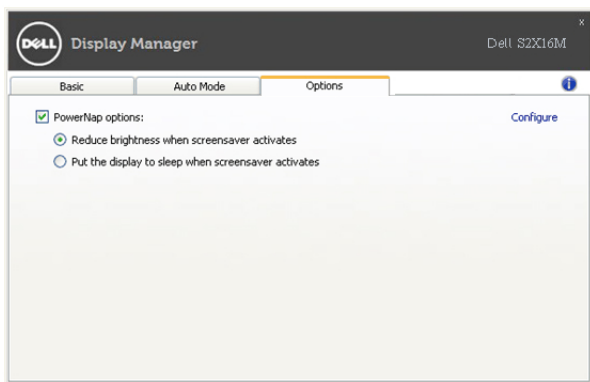 x
DELL Display Manager Dell S2X16M
Basic Auto Mode Options i
PowerNap options: Configure
Reduce brightness when screensaver activates
Put the display to sleep when screensaver activates